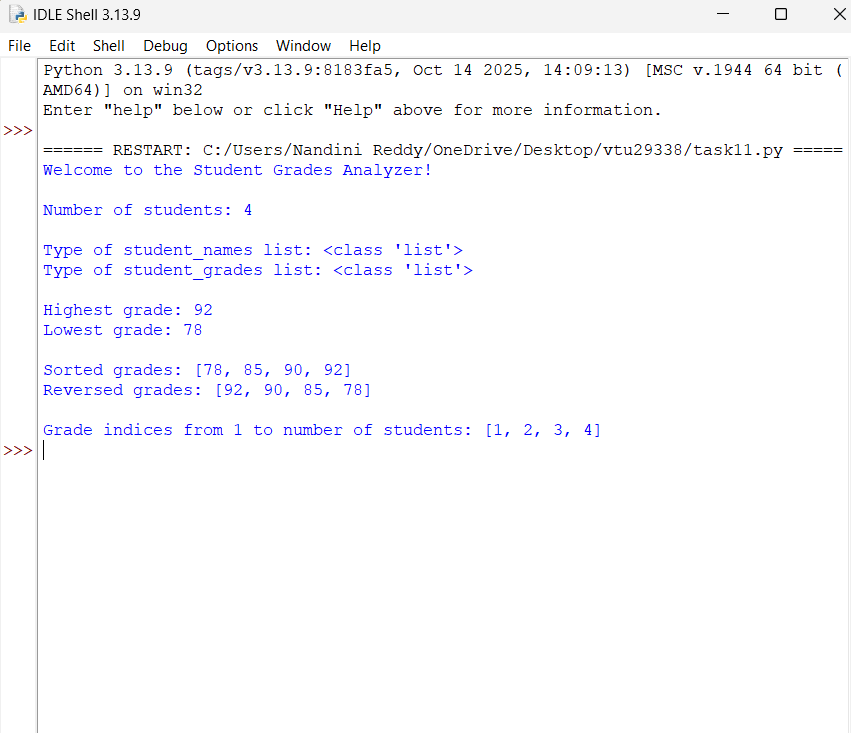 IDLE Shell 3.13.9
File Edit Shell Debug Options Window Help
Python 3.13.9 (tags/v3.13.9:8183fa5, Oct 14 2025, 14:09:13) [MSC v.1944 64 bit (
AMD64)] on win32
Enter "help" below or click "Help" above for more information.
>>>
====== RESTART: C:/Users/Nandini Reddy/OneDrive/Desktop/vtu29338/task11.py =====
Welcome to the Student Grades Analyzer!
Number of students: 4
Type of student_names list: <class 'list'>
Type of student_grades list: <class 'list'>
Highest grade: 92
Lowest grade: 78
Sorted grades: [78, 85, 90, 92]
Reversed grades: [92, 90, 85, 78]
Grade indices from 1 to number of students: [1, 2, 3, 4]
>>>